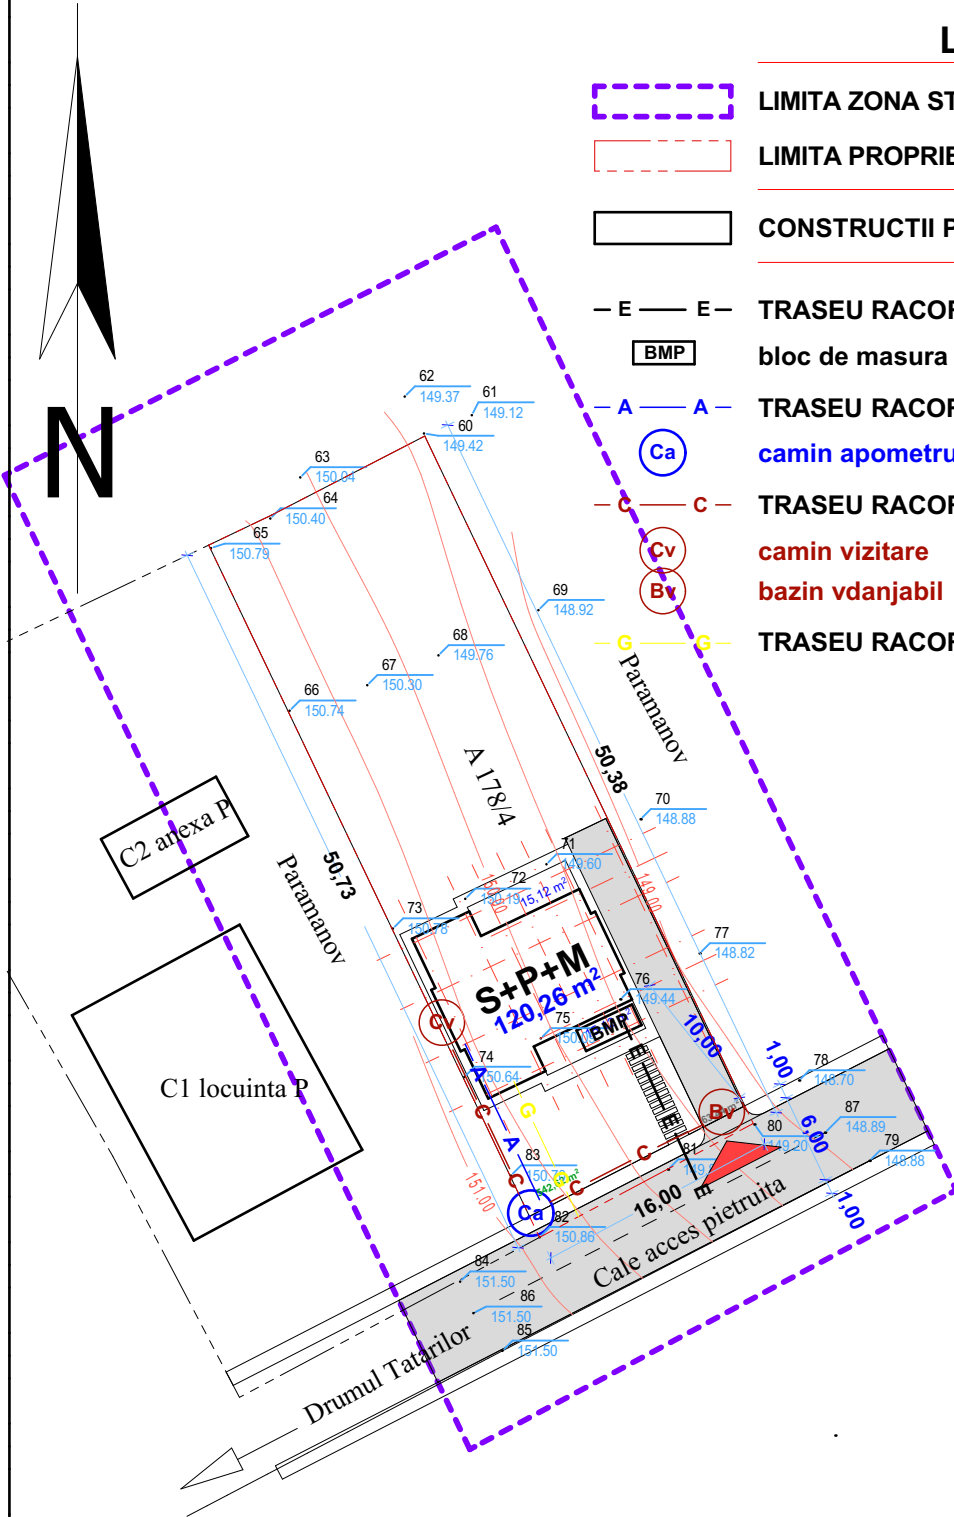 L
LIMITA ZONA ST
LIMITA PROPRIE
CONSTRUCTII P
E E TRASEU RACOR
BMP bloc de masura
A A TRASEU RACOR
Ca camin apometru
C C TRASEU RACOR
Cv camin vizitare
Bv bazin vdanjabil
G G TRASEU RACOR
N
62
149.37
61
149.12
60
149.42
63
150.04
64
150.40
65
150.79
69
148.92
68
149.76
67
150.30
66
150.74
Paramanov
A 178/4
50,38
70
148.88
C2 anexa P
Paramanov
50,73
71
149.60
72
150.19
15,12 m²
149.00
73
150.78
77
148.82
S+P+M
120,26 m²
76
149.44
75
BMP
Cv
10,00
E
74
150.64
A
C1 locuinta P
1,00
78
148.70
Bv
87
148.89
6,00
80
149.20
79
148.88
C
G
E
A
C
81
83
C
G
C
151.00
Ca
16,00
E
1,00
82
150.86
Cale acces pietruita
84
151.50
86
151.50
85
151.50
Drumul Tatarilor